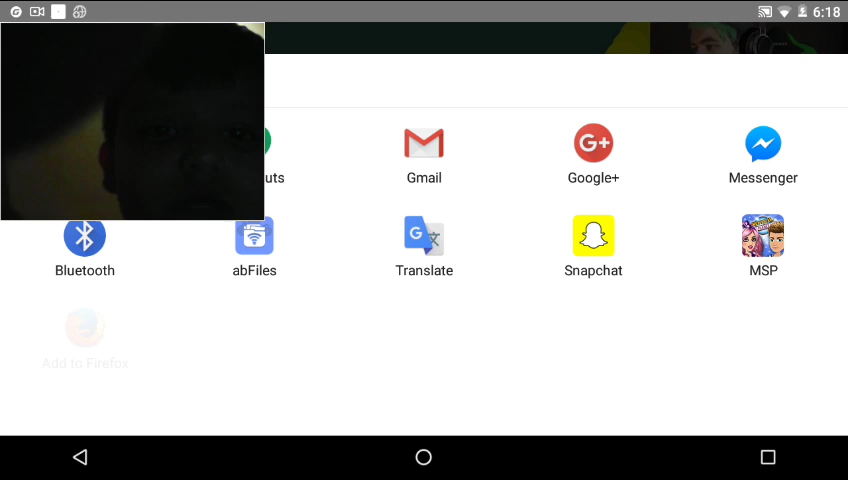 6:18
uts
Gmail
G+
Google+
Messenger
Bluetooth
abFiles
G
Translate
Snapchat
MSP
Add to Firefox